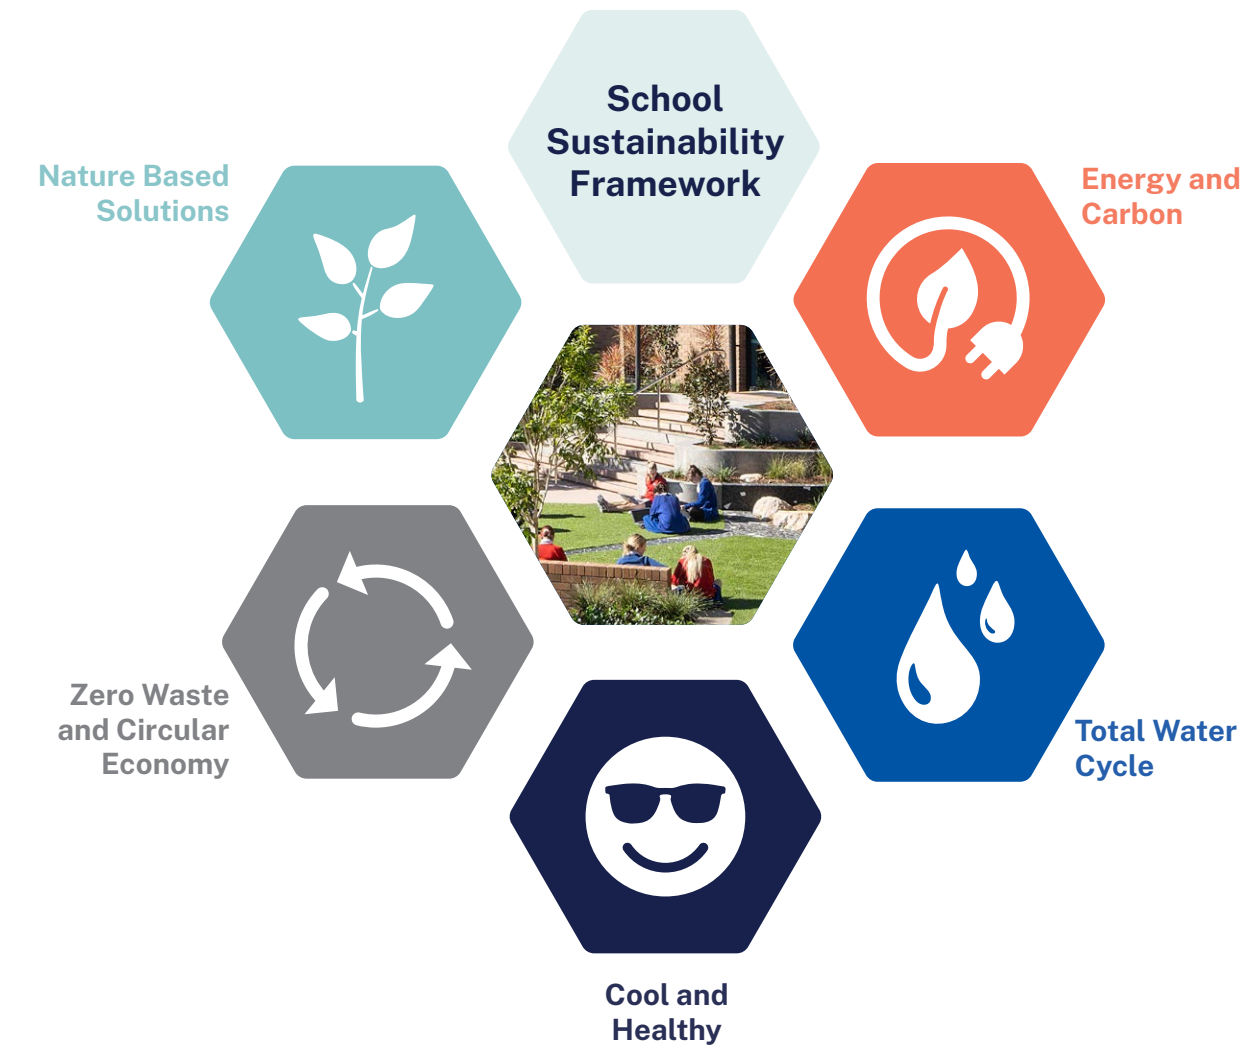 School
Sustainability
Framework
Nature Based
Solutions
Energy and
Carbon
Zero Waste
and Circular
Economy
Total Water
Cycle
Cool and
Healthy